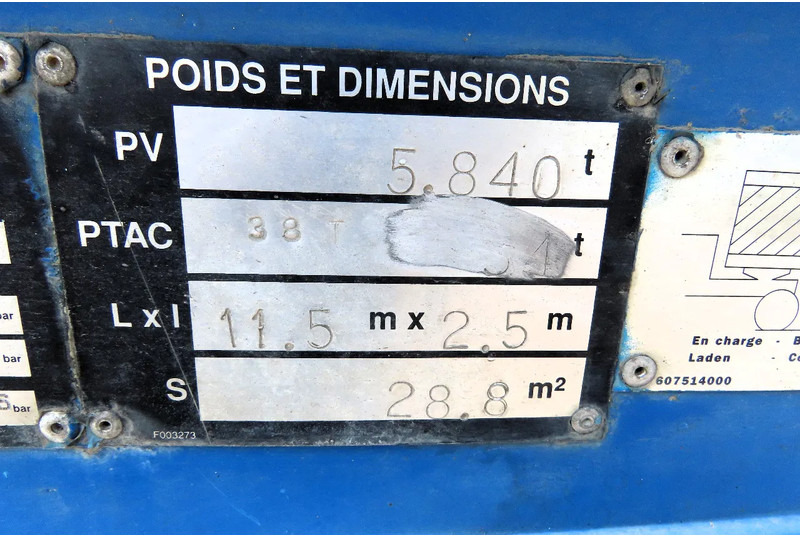 POIDS ET DIMENSIONS
PV 5.840 t
PTAC 38 T t
L x l 11.5 m x 2.5 m
S 28.8 m²
F003273
bar
bar
bar
En charge -
Laden -
607514000